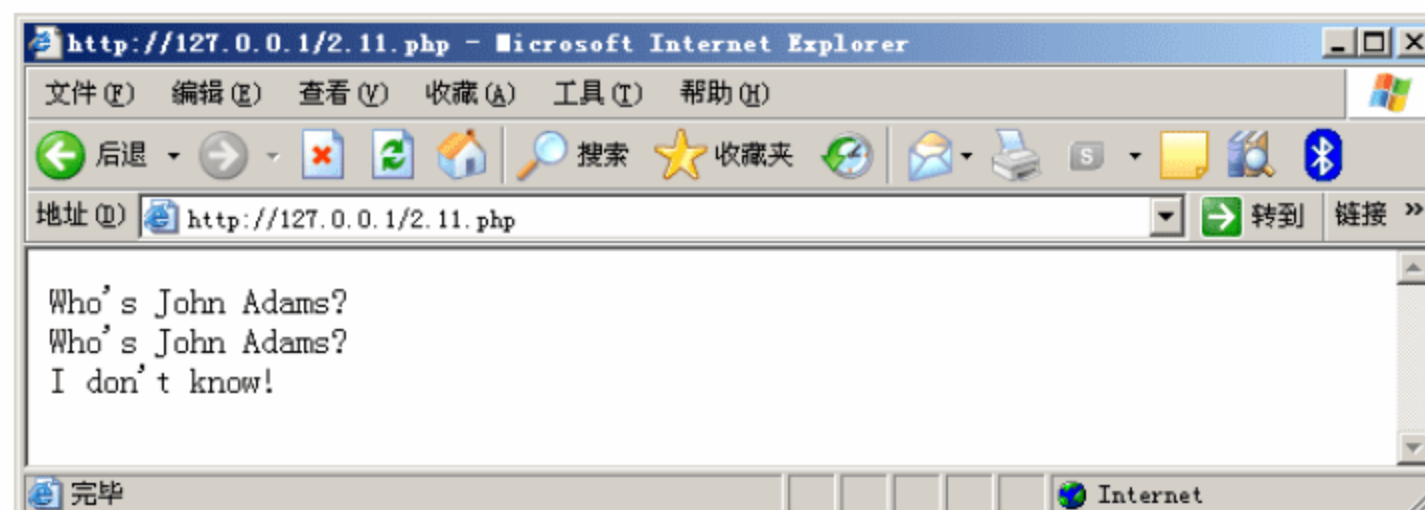 http://127.0.0.1/2.11.php - Microsoft Internet Explorer
文件(F) 编辑(E) 查看(V) 收藏(A) 工具(T) 帮助(H)
后退 搜索 收藏夹 S
地址(D) http://127.0.0.1/2.11.php 转到 链接 »
Who's John Adams?
Who's John Adams?
I don't know!
完毕 Internet